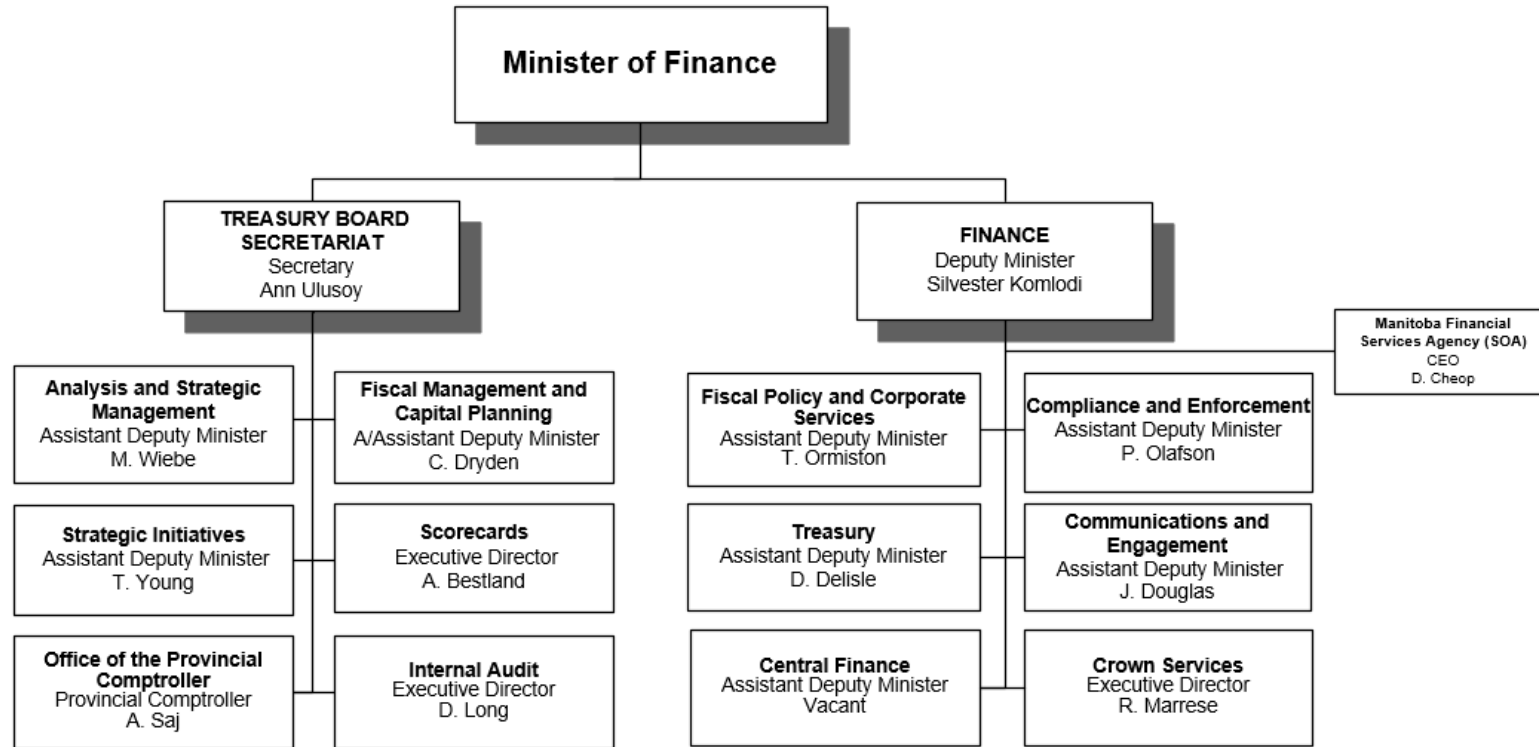 Minister of Finance
TREASURY BOARD
SECRETARIAT
Secretary
Ann Ulusoy
FINANCE
Deputy Minister
Silvester Komlodi
Manitoba Financial
Services Agency (SOA)
CEO
D. Cheop
Analysis and Strategic
Management
Assistant Deputy Minister
M. Wiebe
Fiscal Management and
Capital Planning
A/Assistant Deputy Minister
C. Dryden
Fiscal Policy and Corporate
Services
Assistant Deputy Minister
T. Ormiston
Compliance and Enforcement
Assistant Deputy Minister
P. Olafson
Strategic Initiatives
Assistant Deputy Minister
T. Young
Scorecards
Executive Director
A. Bestland
Treasury
Assistant Deputy Minister
D. Delisle
Communications and
Engagement
Assistant Deputy Minister
J. Douglas
Office of the Provincial
Comptroller
Provincial Comptroller
A. Saj
Internal Audit
Executive Director
D. Long
Central Finance
Assistant Deputy Minister
Vacant
Crown Services
Executive Director
R. Marrese